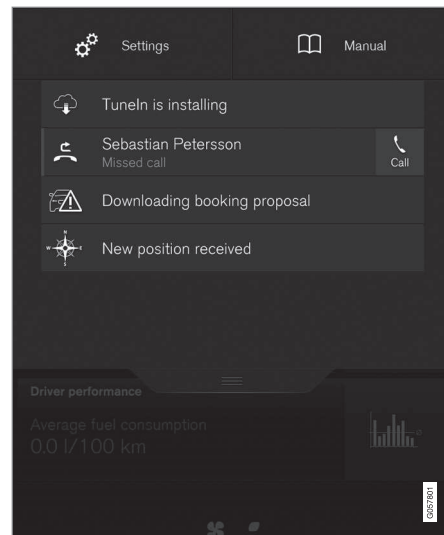 Settings
Manual
TuneIn is installing
Sebastian Petersson
Missed call
Call
Downloading booking proposal
N
W E
S
New position received
Driver performance
Average fuel consumption
0.0 l/100 km
G057801